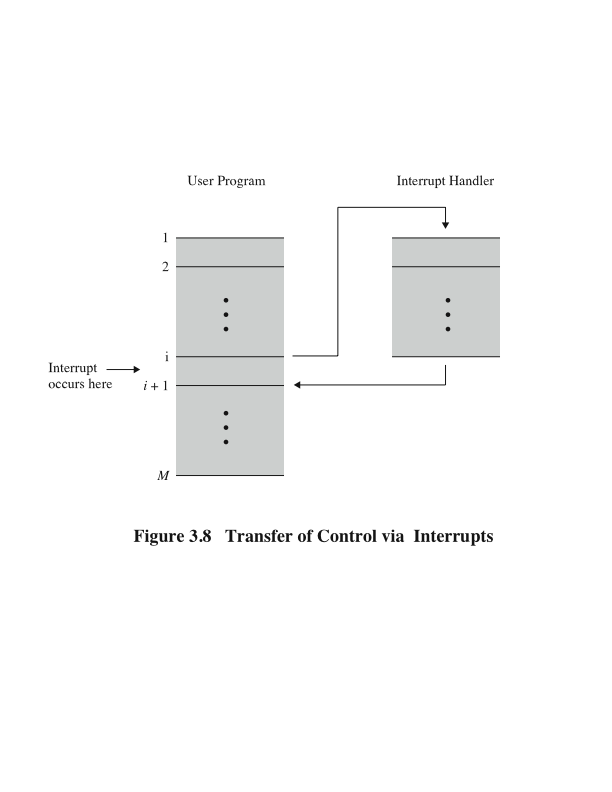 User Program
Interrupt Handler
1
2
i
Interrupt
occurs here
i + 1
M
Figure 3.8 Transfer of Control via Interrupts